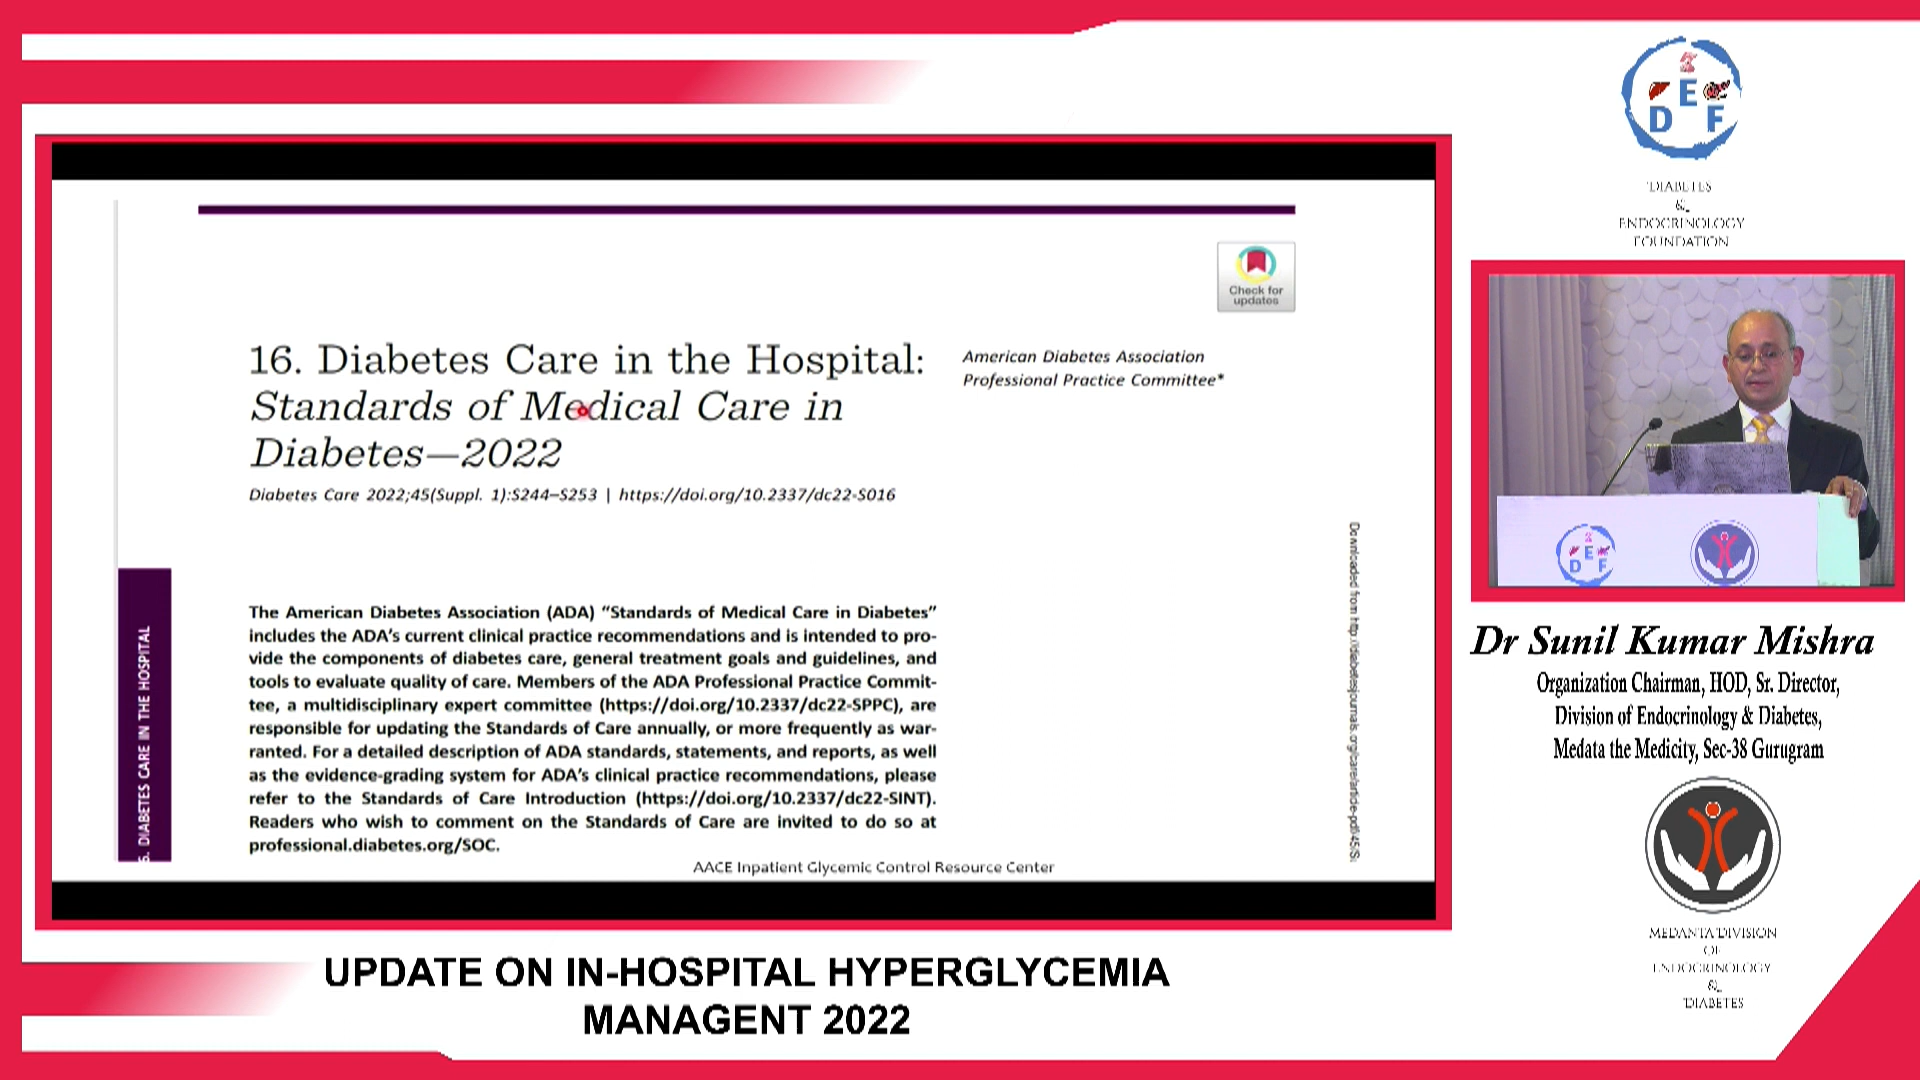 D E F
DIABETES
&
ENDOCRINOLOGY
FOUNDATION
Check for
updates
16. Diabetes Care in the Hospital:
Standards of Medical Care in
Diabetes—2022
American Diabetes Association
Professional Practice Committee*
Diabetes Care 2022;45(Suppl. 1):S244–S253 | https://doi.org/10.2337/dc22-S016
The American Diabetes Association (ADA) “Standards of Medical Care in Diabetes”
includes the ADA’s current clinical practice recommendations and is intended to pro-
vide the components of diabetes care, general treatment goals and guidelines, and
tools to evaluate quality of care. Members of the ADA Professional Practice Commit-
tee, a multidisciplinary expert committee (https://doi.org/10.2337/dc22-SPPC), are
responsible for updating the Standards of Care annually, or more frequently as war-
ranted. For a detailed description of ADA standards, statements, and reports, as well
as the evidence-grading system for ADA’s clinical practice recommendations, please
refer to the Standards of Care Introduction (https://doi.org/10.2337/dc22-SINT).
Readers who wish to comment on the Standards of Care are invited to do so at
professional.diabetes.org/SOC.
AACE Inpatient Glycemic Control Resource Center
DIABETES CARE IN THE HOSPITAL
Downloaded from http://diabetesjournals.org/care/article-pdf/45/
D E F
Dr Sunil Kumar Mishra
Organization Chairman, HOD, Sr. Director,
Division of Endocrinology & Diabetes,
Medata the Medicity, Sec-38 Gurugram
MEDANTA DIVISION
OF
ENDOCRINOLOGY
&
DIABETES
UPDATE ON IN-HOSPITAL HYPERGLYCEMIA
MANAGENT 2022